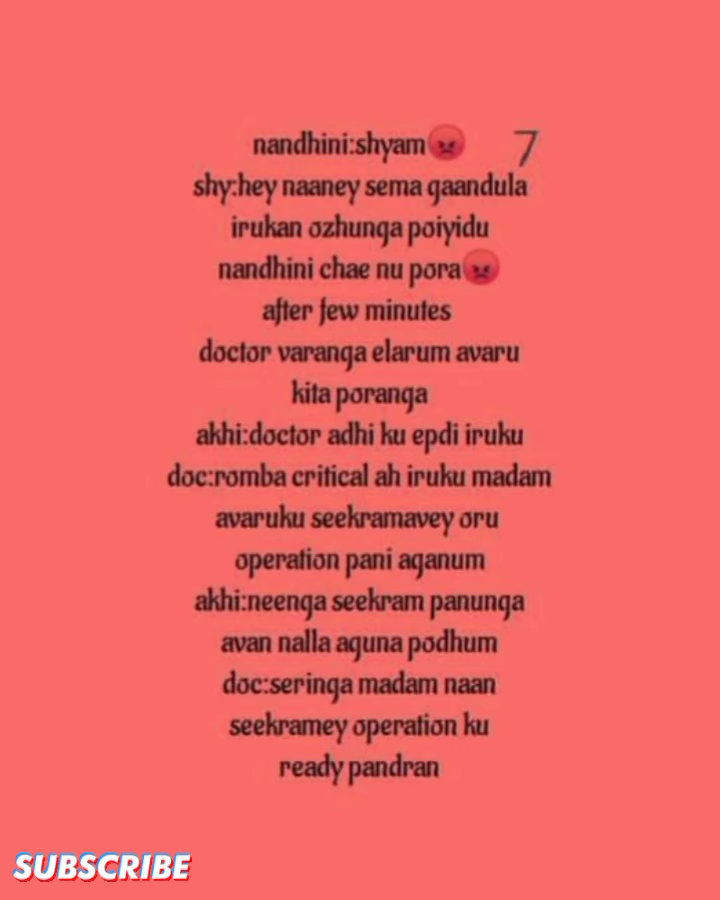 nandhini:shyam😡 7
shy:hey naaney sema gaandula
irukan ozhunga poiyidu
nandhini chae nu pora😡
after few minutes
doctor varanga elarum avaru
kita poranga
akhi:doctor adhi ku epdi iruku
doc:romba critical ah iruku madam
avaruku seekramavey oru
operation pani aganum
akhi:neenga seekram panunga
avan nalla aguna podhum
doc:seringa madam naan
seekramey operation ku
ready pandran
SUBSCRIBE